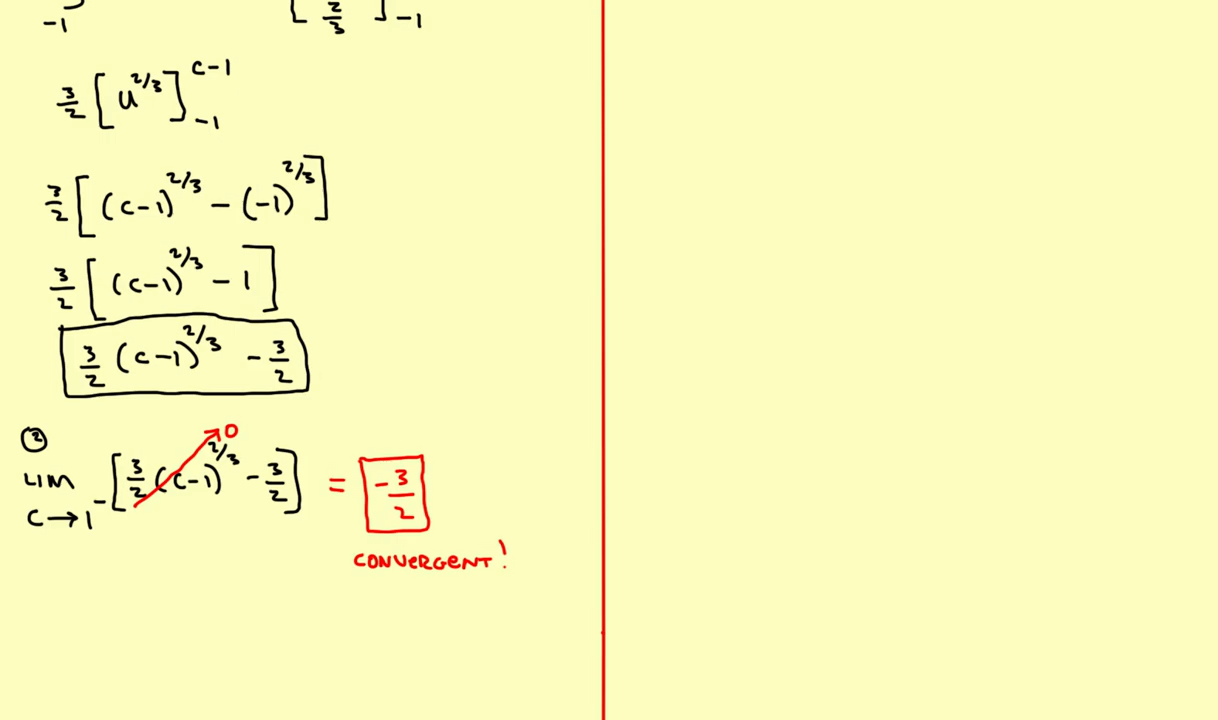 -1 [ 2/3 ]_-1
3/2 [ u^2/3 ]_-1^c-1
3/2 [ (c-1)^2/3 - (-1)^2/3 ]
3/2 [ (c-1)^2/3 - 1 ]
3/2 (c-1)^2/3 - 3/2
②
LIM c→1^- [ 3/2 (c-1)^2/3 - 3/2 ] = -3/2
0
CONVERGENT!